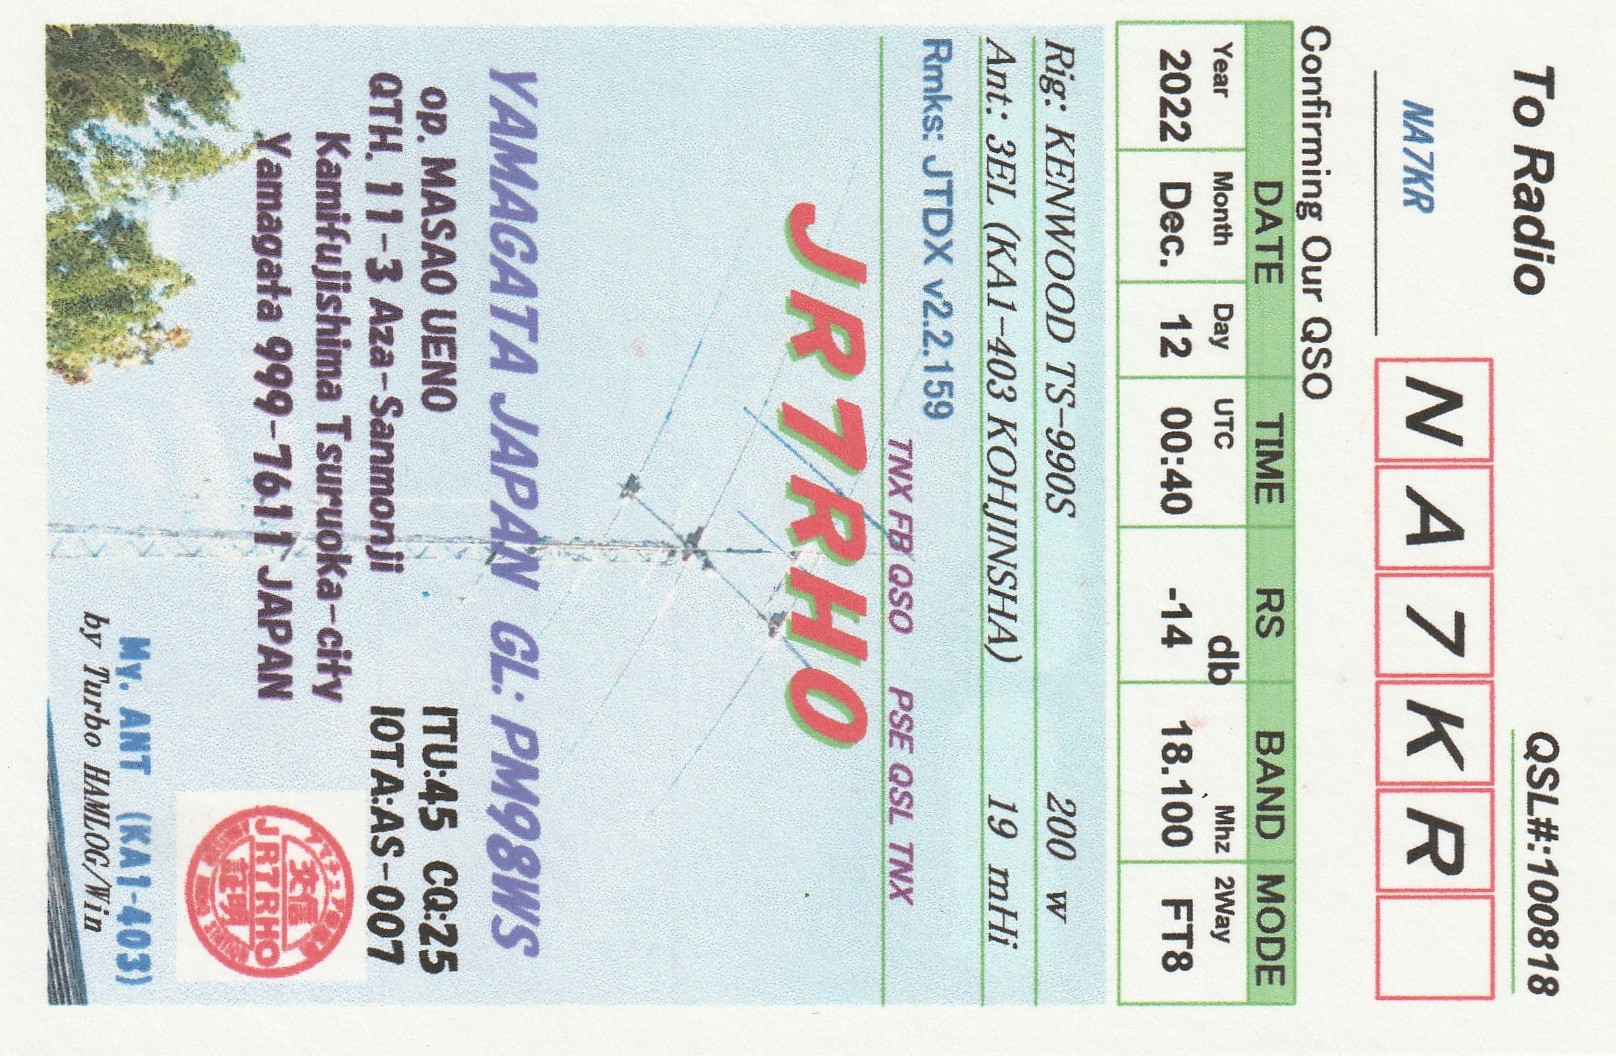 To Radio
QSL#:100818
NA7KR
N A 7 K R
Confirming Our QSO
DATE TIME RS BAND MODE
Year Month Day UTC db Mhz 2Way
2022 Dec. 12 00:40 -14 18.100 FT8
Rig: KENWOOD TS-990S 200 w
Ant: 3EL (KA1-403 KOHJINSHA) 19 mHi
Rmks: JTDX v2.2.159
TNX FB QSO PSE QSL TNX
JR7RHO
YAMAGATA JAPAN GL: PM98WS
op. MASAO UENO
ITU:45 CQ:25
QTH. 11-3 Aza-Sanmonji
IOTA:AS-007
Kamifujishima Tsuruoka-city
Yamagata 999-7611 JAPAN
交信
JR7RHO
証明
My. ANT (KA1-403)
by Turbo HAMLOG/Win